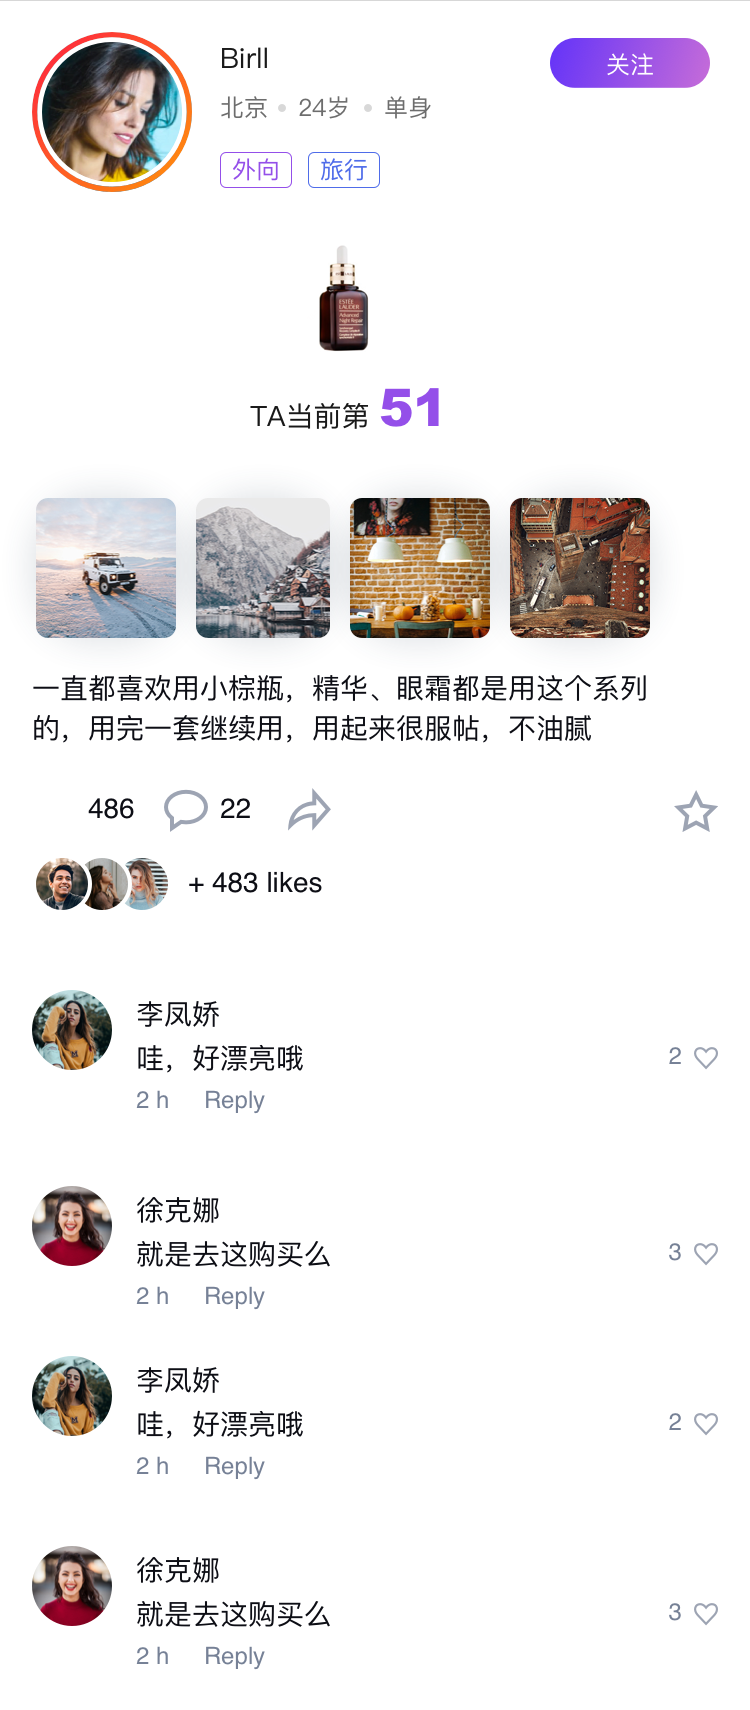 Birll
关注
北京 24岁 单身
外向 旅行
ESTĒE
LAUDER
Advanced
Night Repair
TA当前第 51
一直都喜欢用小棕瓶，精华、眼霜都是用这个系列
的，用完一套继续用，用起来很服帖，不油腻
486 22
+ 483 likes
李凤娇
哇，好漂亮哦
2
2 h Reply
徐克娜
就是去这购买么
3
2 h Reply
李凤娇
哇，好漂亮哦
2
2 h Reply
徐克娜
就是去这购买么
3
2 h Reply